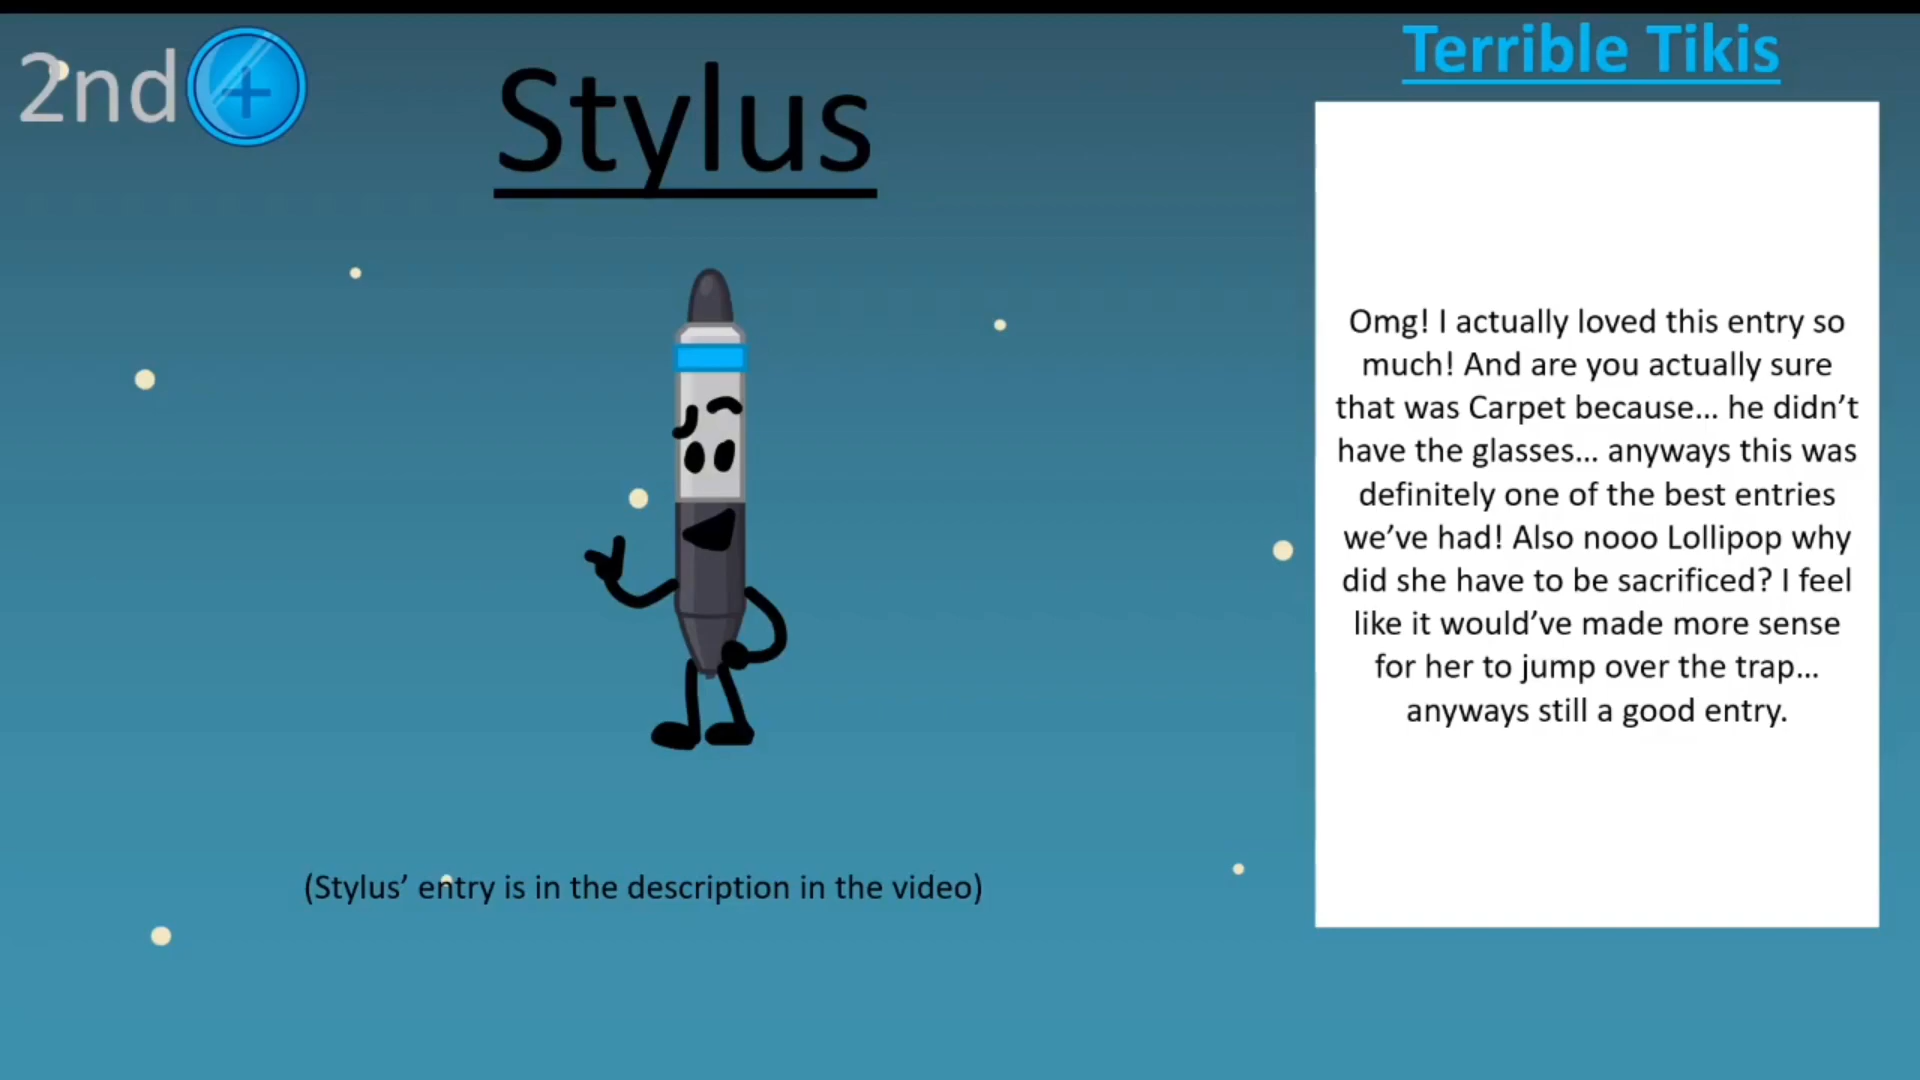 2nd
Stylus
Terrible Tikis
Omg! I actually loved this entry so
much! And are you actually sure
that was Carpet because… he didn’t
have the glasses… anyways this was
definitely one of the best entries
we’ve had! Also nooo Lollipop why
did she have to be sacrificed? I feel
like it would’ve made more sense
for her to jump over the trap…
anyways still a good entry.
(Stylus’ entry is in the description in the video)